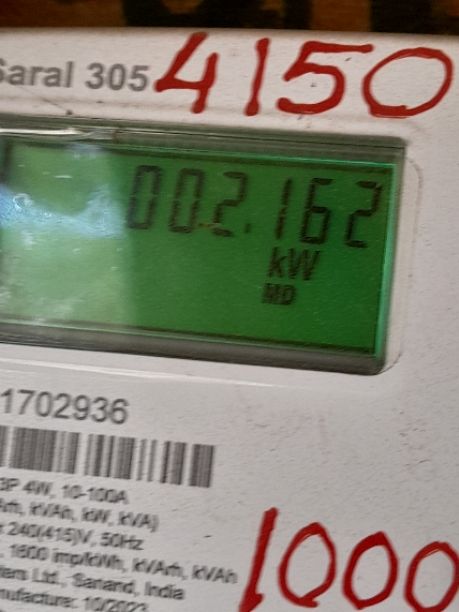 Saral 305 4150
002.162
kW
MD
1702936
3P 4W, 10-100A
kVAh, kW, kVA)
240(415)V, 50Hz
1600 imp/kWh, kVArh, kVAh
Ltd., Sanand, India
10/2023
1000